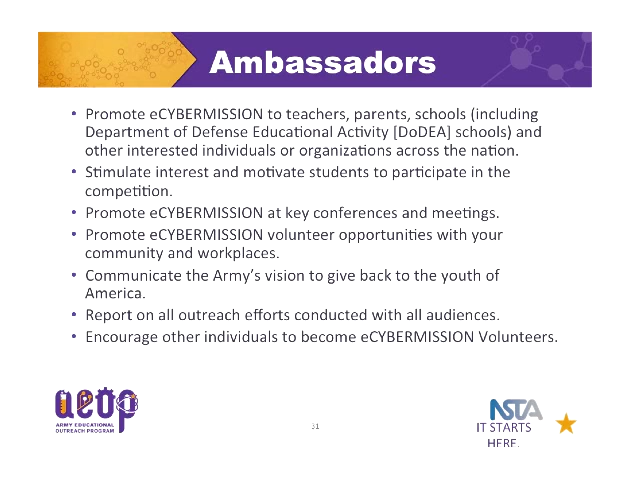 Ambassadors
• Promote eCYBERMISSION to teachers, parents, schools (including
Department of Defense Educational Activity [DoDEA] schools) and
other interested individuals or organizations across the nation.
• Stimulate interest and motivate students to participate in the
competition.
• Promote eCYBERMISSION at key conferences and meetings.
• Promote eCYBERMISSION volunteer opportunities with your
community and workplaces.
• Communicate the Army's vision to give back to the youth of
America.
• Report on all outreach efforts conducted with all audiences.
• Encourage other individuals to become eCYBERMISSION Volunteers.
aeop
ARMY EDUCATIONAL
OUTREACH PROGRAM
31
NSTA
IT STARTS
HERE.